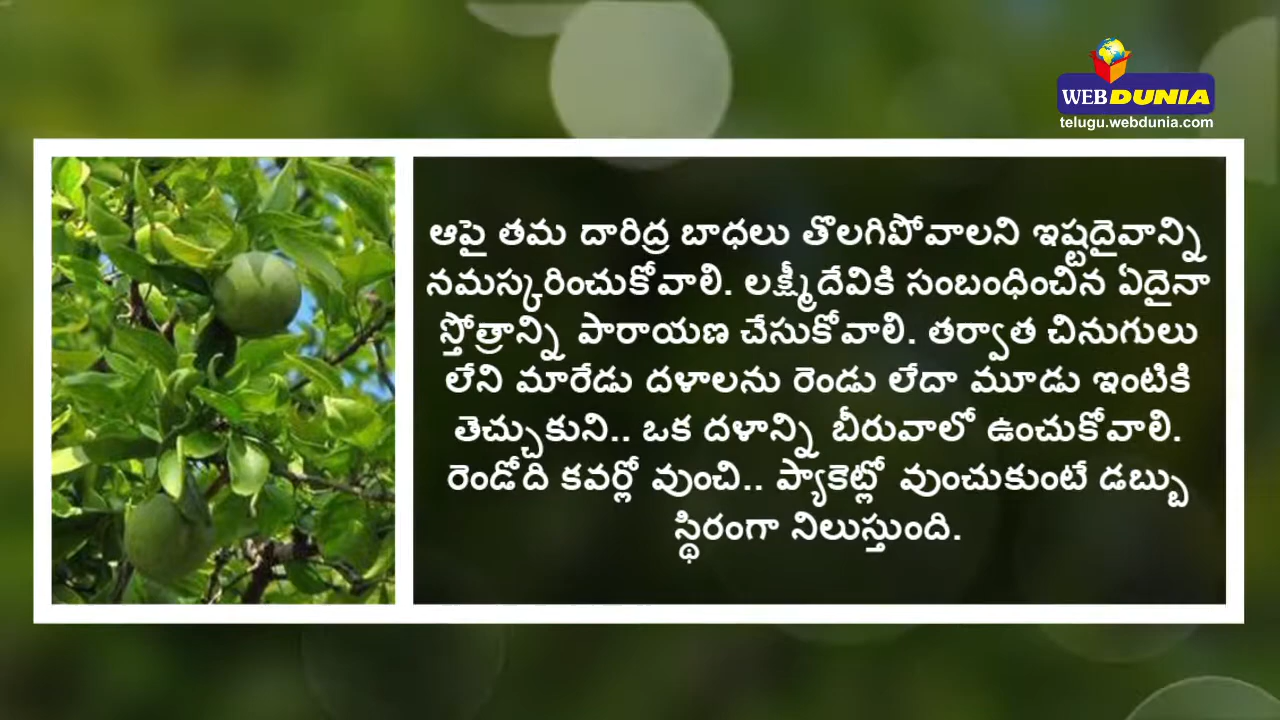 WEBDUNIA
telugu.webdunia.com
ఆపై తమ దారిద్ర బాధలు తొలగిపోవాలని ఇష్టదైవాన్ని
నమస్కరించుకోవాలి. లక్ష్మీదేవికి సంబంధించిన ఏదైనా
స్తోత్రాన్ని పారాయణ చేసుకోవాలి. తర్వాత చినుగులు
లేని మారేడు దళాలను రెండు లేదా మూడు ఇంటికి
తెచ్చుకుని.. ఒక దళాన్ని బీరువాలో ఉంచుకోవాలి.
రెండోది కవర్లో వుంచి.. ప్యాకెట్లో వుంచుకుంటే డబ్బు
స్థిరంగా నిలుస్తుంది.